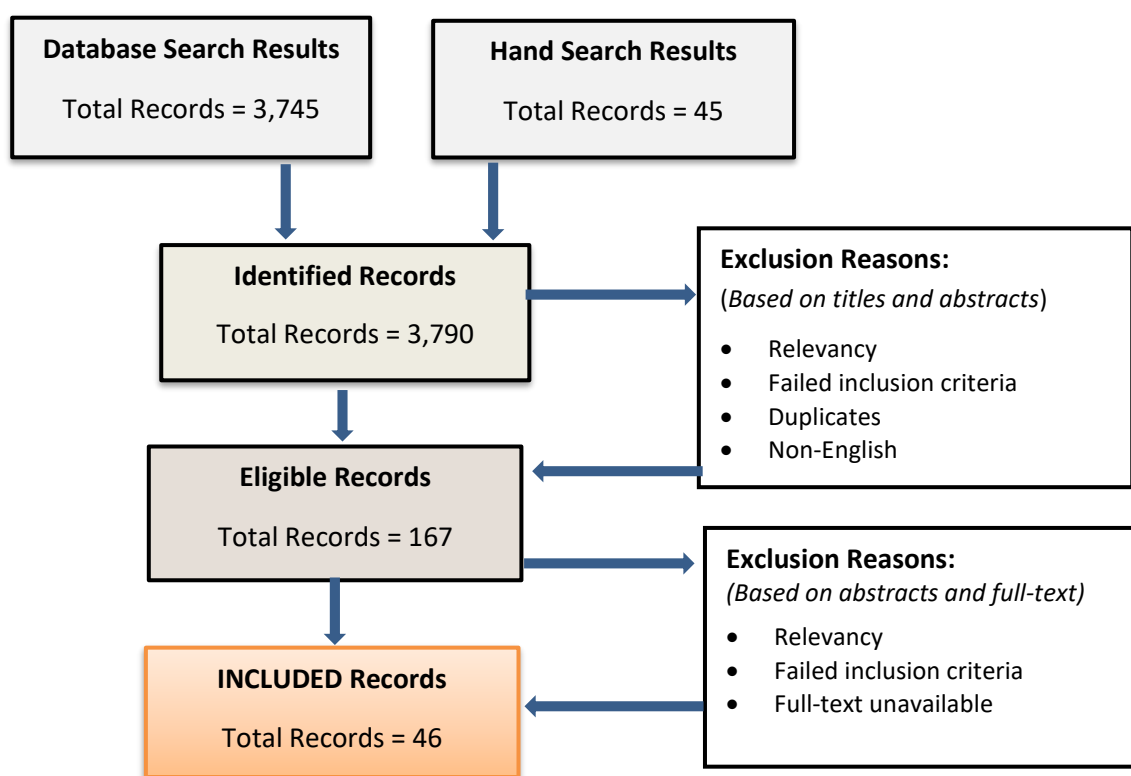 Database Search Results
Total Records = 3,745
Hand Search Results
Total Records = 45
Identified Records
Total Records = 3,790
Exclusion Reasons:
(Based on titles and abstracts)
• Relevancy
• Failed inclusion criteria
• Duplicates
• Non-English
Eligible Records
Total Records = 167
Exclusion Reasons:
(Based on abstracts and full-text)
• Relevancy
• Failed inclusion criteria
• Full-text unavailable
INCLUDED Records
Total Records = 46